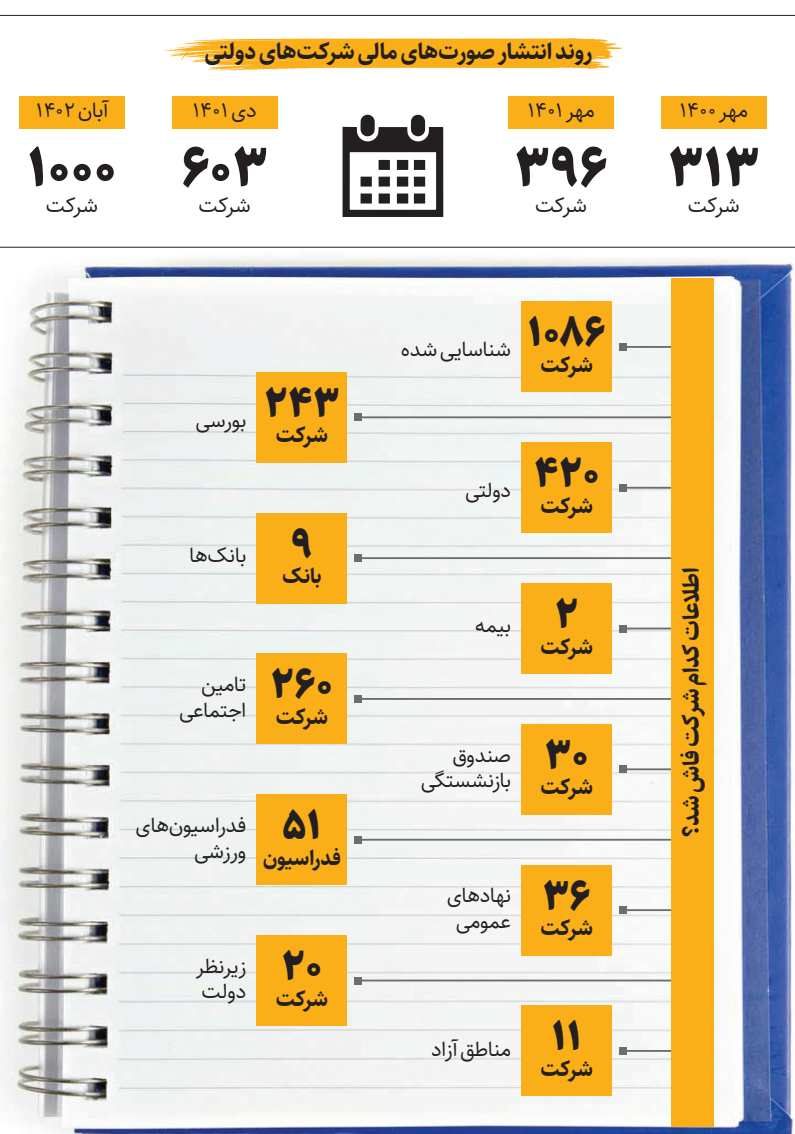 روند انتشار صورت‌های مالی شرکت‌های دولتی
مهر ۱۴۰۰
۳۱۳
شرکت
مهر ۱۴۰۱
۳۹۶
شرکت
دی ۱۴۰۱
۶۰۳
شرکت
آبان ۱۴۰۲
۱۰۰۰
شرکت
اطلاعات کدام شرکت فاش شد؟
۱۰۸۶
شرکت
شناسایی شده
۲۴۳
شرکت
بورسی
۴۲۰
شرکت
دولتی
۹
بانک
بانک‌ها
۲
شرکت
بیمه
۲۶۰
شرکت
تامین
اجتماعی
۳۰
شرکت
صندوق
بازنشستگی
۵۱
فدراسیون
فدراسیون‌های
ورزشی
۳۶
شرکت
نهادهای
عمومی
۲۰
شرکت
زیرنظر
دولت
۱۱
شرکت
مناطق آزاد